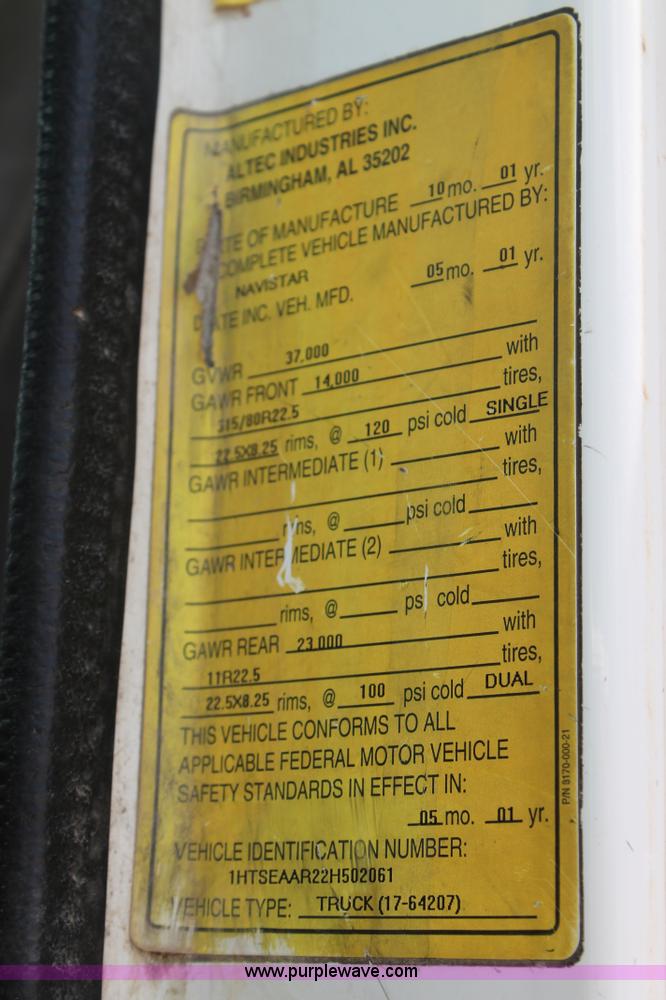 MANUFACTURED BY:
ALTEC INDUSTRIES INC.
BIRMINGHAM, AL 35202
DATE OF MANUFACTURE 10 mo. 01 yr.
INCOMPLETE VEHICLE MANUFACTURED BY:
NAVISTAR
DATE INC. VEH. MFD. 05 mo. 01 yr.
GVWR 37,000
GAWR FRONT 14,000 with
315/80R22.5 tires,
22.5X8.25 rims, @ 120 psi cold SINGLE
GAWR INTERMEDIATE (1) with
tires,
rims, @ psi cold
GAWR INTERMEDIATE (2) with
tires,
rims, @ psi cold
GAWR REAR 23,000 with
11R22.5 tires,
22.5X8.25 rims, @ 100 psi cold DUAL
THIS VEHICLE CONFORMS TO ALL
APPLICABLE FEDERAL MOTOR VEHICLE
SAFETY STANDARDS IN EFFECT IN:
05 mo. 01 yr.
VEHICLE IDENTIFICATION NUMBER:
1HTSEAAR22H502061
VEHICLE TYPE: TRUCK (17-64207)
P/N 8170-000-21
www.purplewave.com